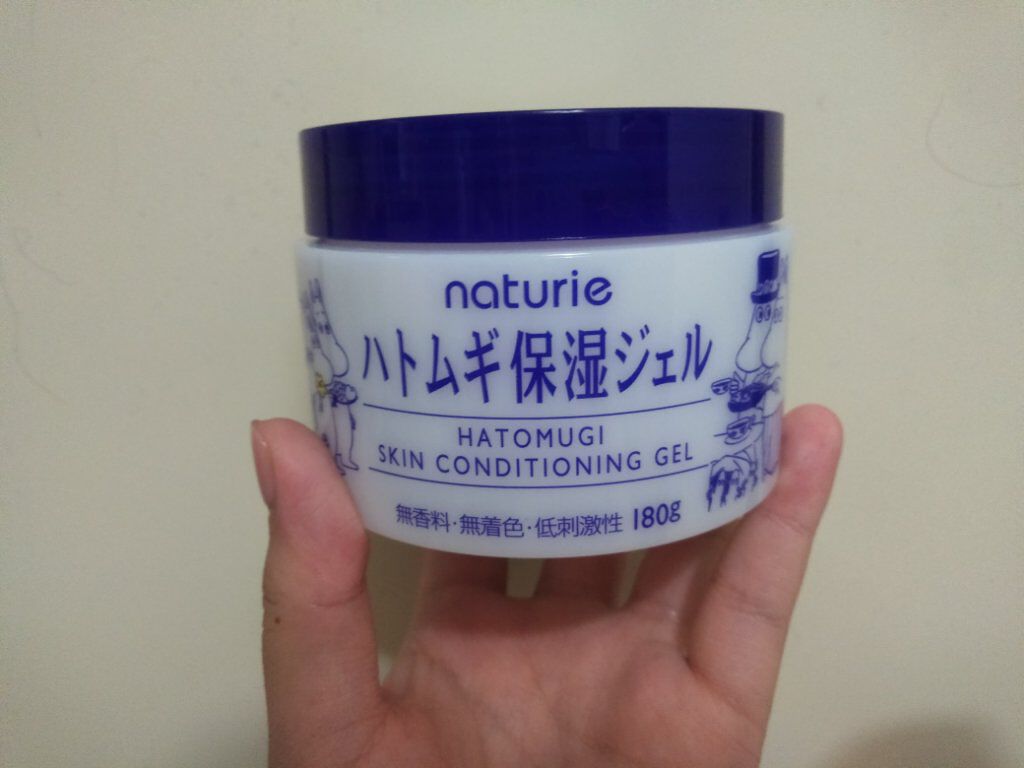 naturie
ハトムギ保湿ジェル
HATOMUGI
SKIN CONDITIONING GEL
無香料・無着色・低刺激性 180g